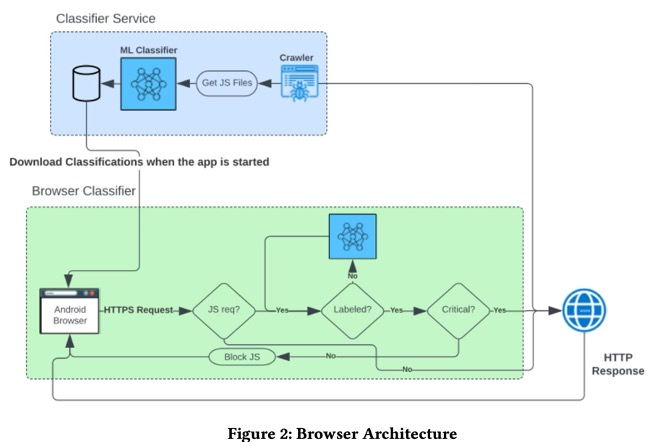 Classifier Service
ML Classifier
Crawler
Get JS Files
Download Classifications when the app is started
Browser Classifier
No
Android
Browser
HTTPS Request
JS req?
Yes
Labeled?
Yes
Critical?
Yes
Block JS
No
No
HTTP
Response
Figure 2: Browser Architecture